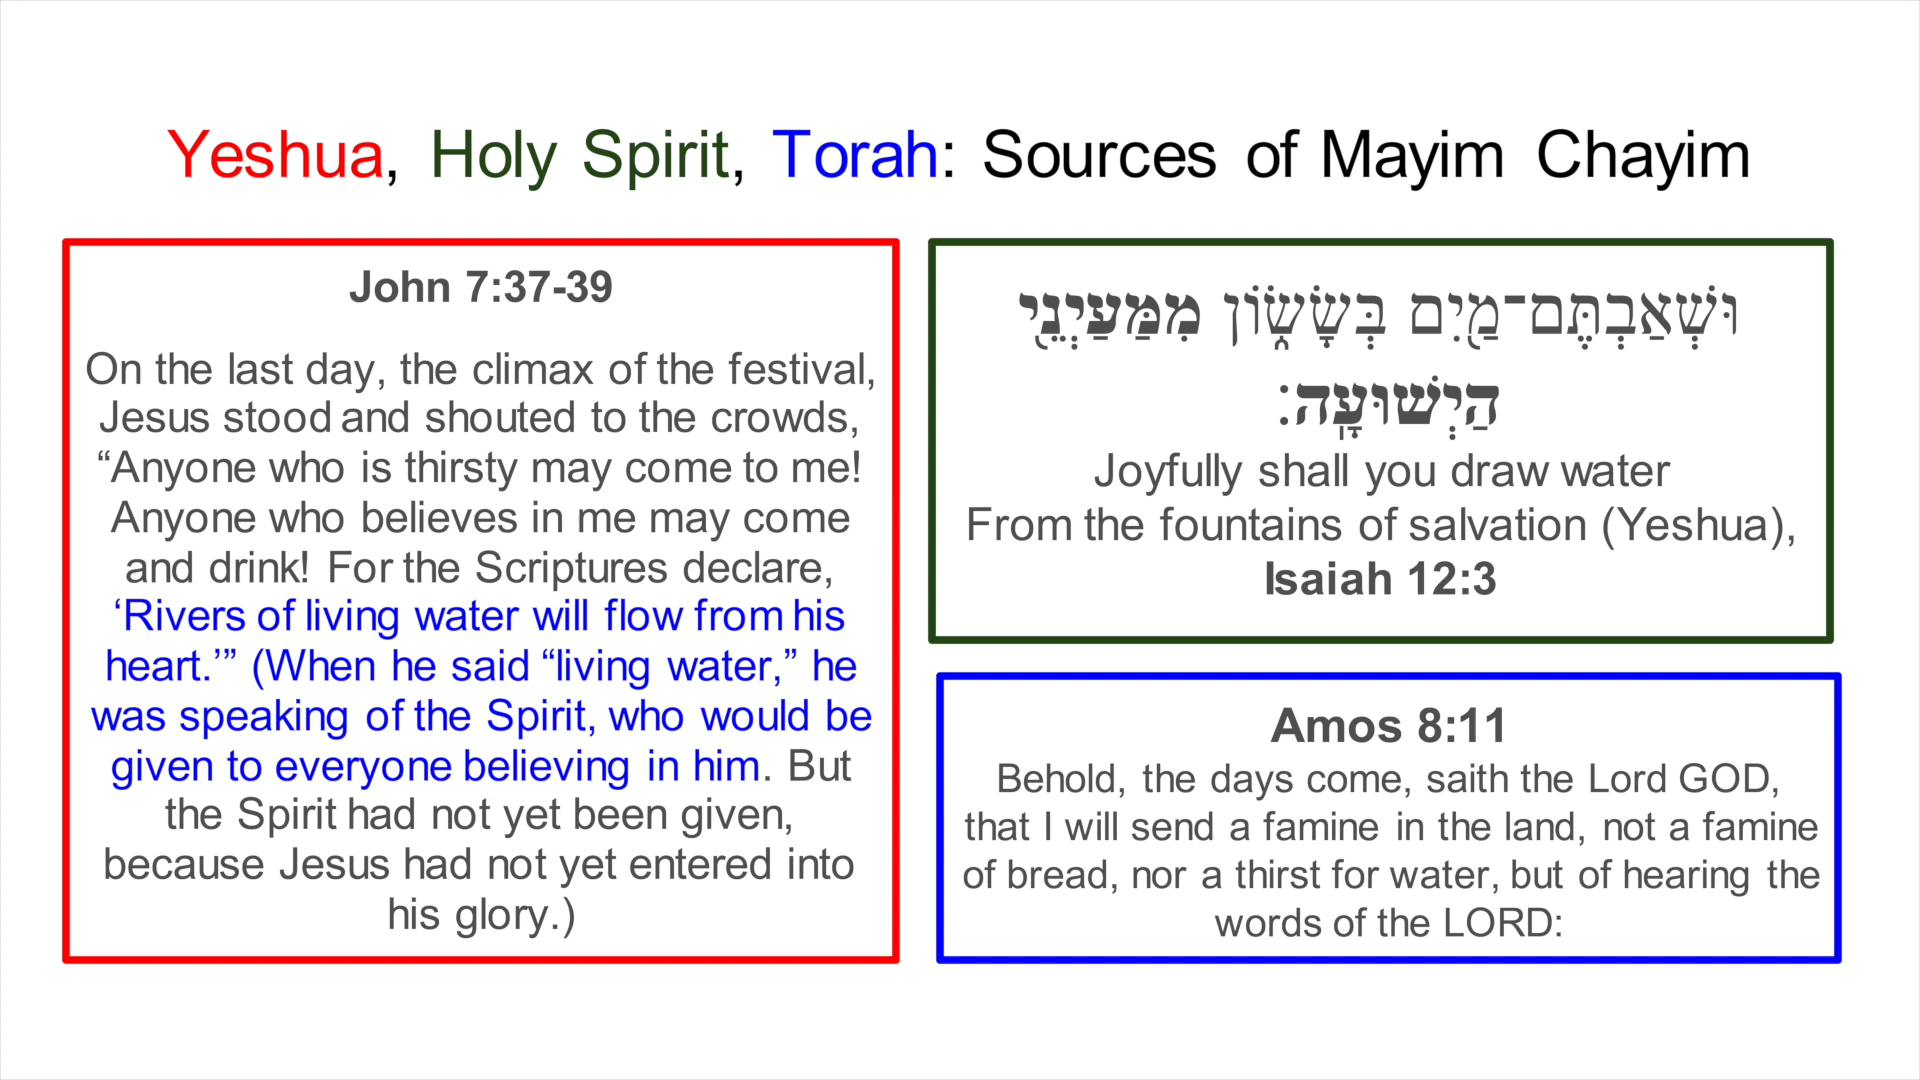 Yeshua, Holy Spirit, Torah: Sources of Mayim Chayim
John 7:37-39
On the last day, the climax of the festival,
Jesus stood and shouted to the crowds,
“Anyone who is thirsty may come to me!
Anyone who believes in me may come
and drink! For the Scriptures declare,
‘Rivers of living water will flow from his
heart.’” (When he said “living water,” he
was speaking of the Spirit, who would be
given to everyone believing in him. But
the Spirit had not yet been given,
because Jesus had not yet entered into
his glory.)
וּשְׁאַבְתֶּם־מַ֖יִם בְּשָׂשׂ֑וֹן מִמַּעַיְנֵ֖י
הַיְשׁוּעָֽה׃
Joyfully shall you draw water
From the fountains of salvation (Yeshua),
Isaiah 12:3
Amos 8:11
Behold, the days come, saith the Lord GOD,
that I will send a famine in the land, not a famine
of bread, nor a thirst for water, but of hearing the
words of the LORD: